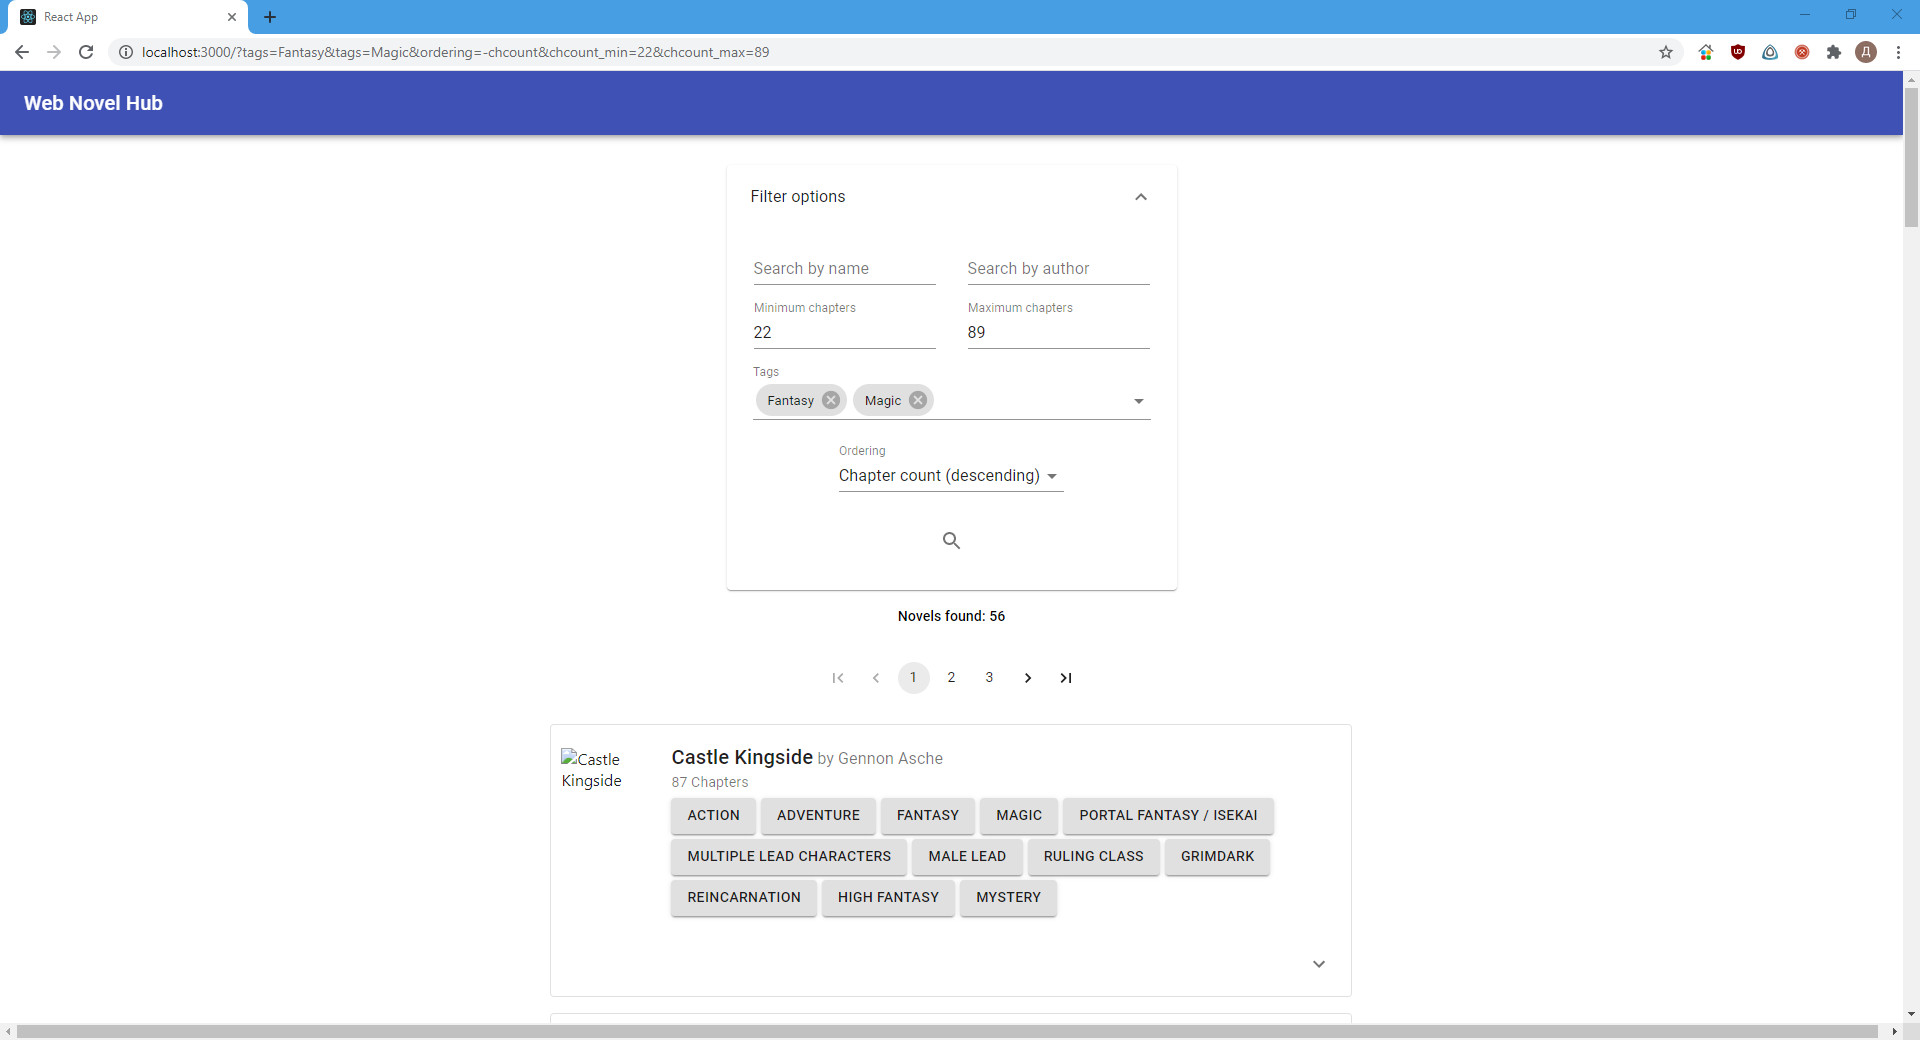 React App
localhost:3000/?tags=Fantasy&tags=Magic&ordering=-chcount&chcount_min=22&chcount_max=89
Д
Web Novel Hub
Filter options
Search by name Search by author
Minimum chapters Maximum chapters
22 89
Tags
Fantasy Magic
Ordering
Chapter count (descending)
Novels found: 56
1 2 3
Castle Kingside
Castle Kingside by Gennon Asche
87 Chapters
ACTION ADVENTURE FANTASY MAGIC PORTAL FANTASY / ISEKAI
MULTIPLE LEAD CHARACTERS MALE LEAD RULING CLASS GRIMDARK
REINCARNATION HIGH FANTASY MYSTERY